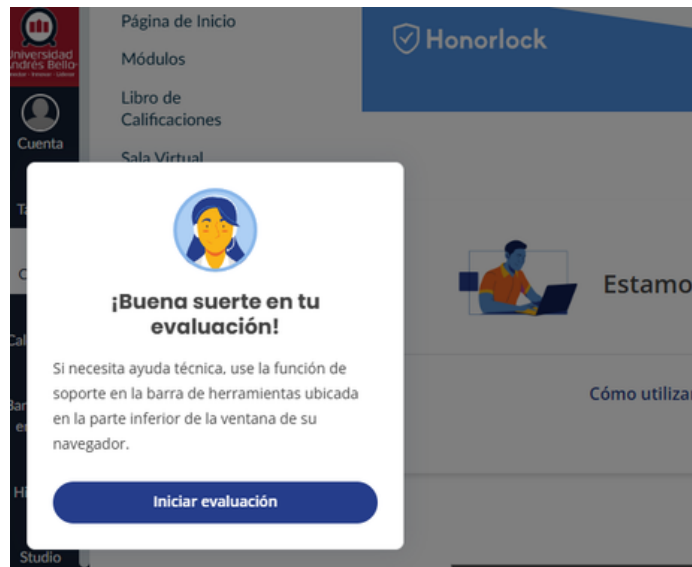 Universidad
Andrés Bello
Cuenta
Página de Inicio
Módulos
Libro de
Calificaciones
Sala Virtual
Studio
Honorlock
Estamo
Cómo utilizar
¡Buena suerte en tu
evaluación!
Si necesita ayuda técnica, use la función de
soporte en la barra de herramientas ubicada
en la parte inferior de la ventana de su
navegador.
Iniciar evaluación